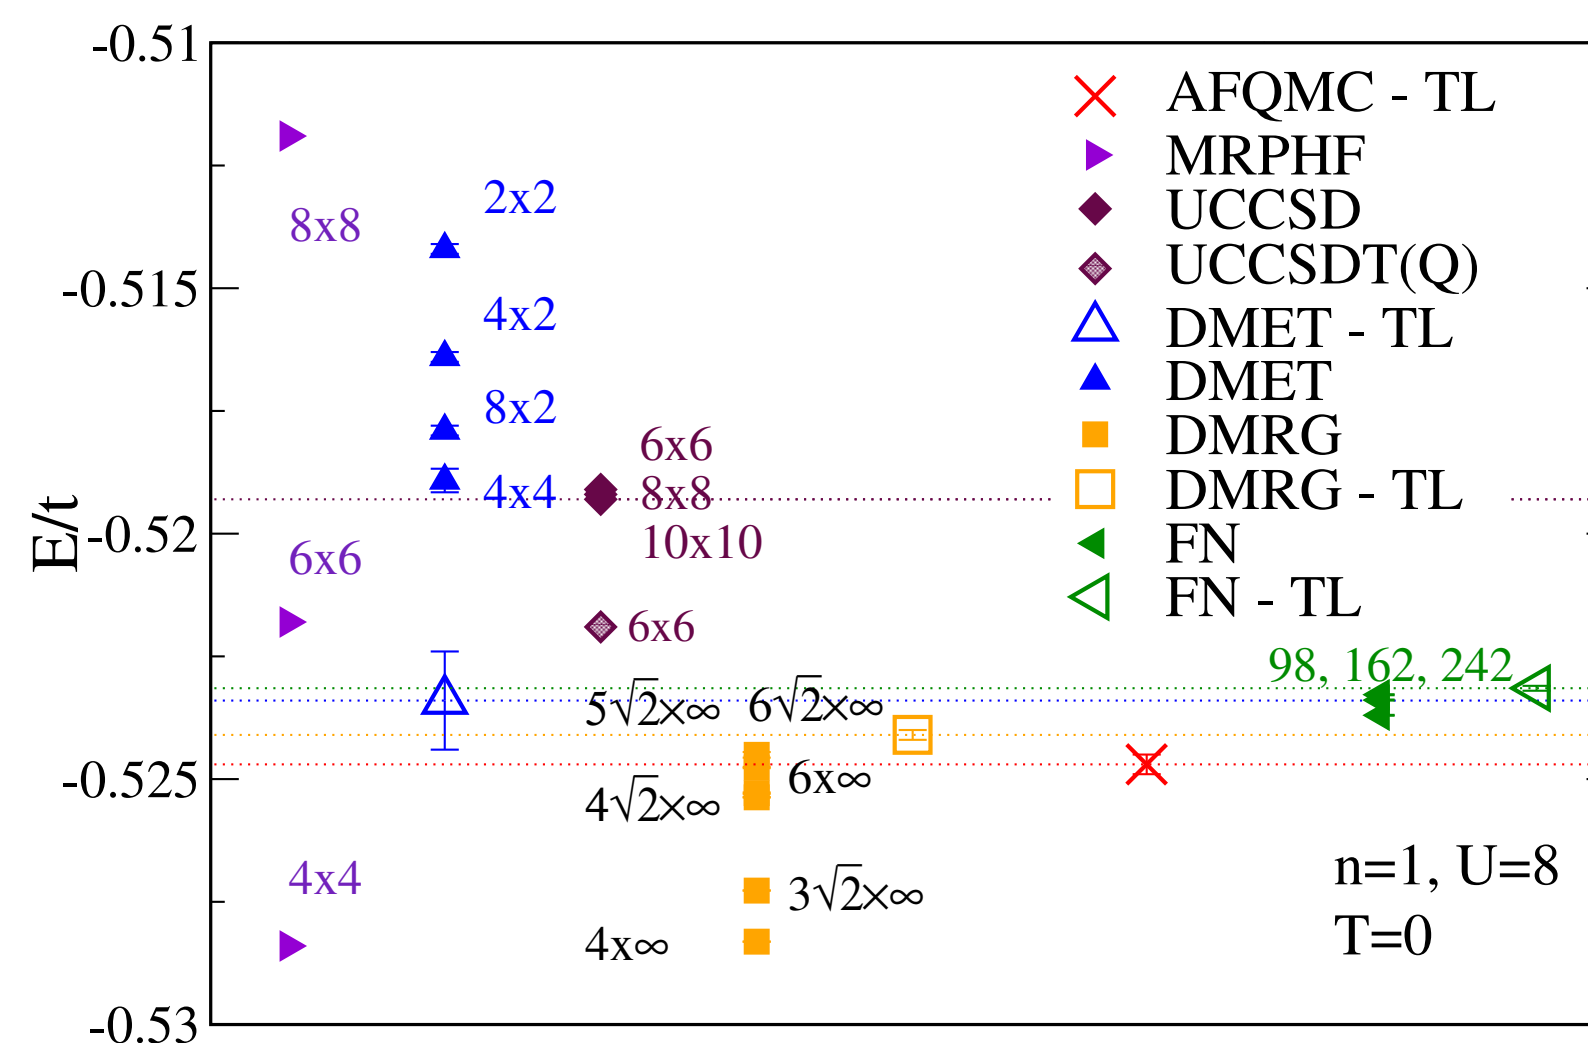 -0.51
-0.515
-0.52
-0.525
-0.53
E/t
8x8
6x6
4x4
2x2
4x2
8x2
4x4
6x6
8x8
10x10
6x6
5√2×∞
6√2×∞
4√2×∞
6x∞
3√2×∞
4x∞
AFQMC - TL
MRPHF
UCCSD
UCCSDT(Q)
DMET - TL
DMET
DMRG
DMRG - TL
FN
FN - TL
98, 162, 242
n=1, U=8
T=0